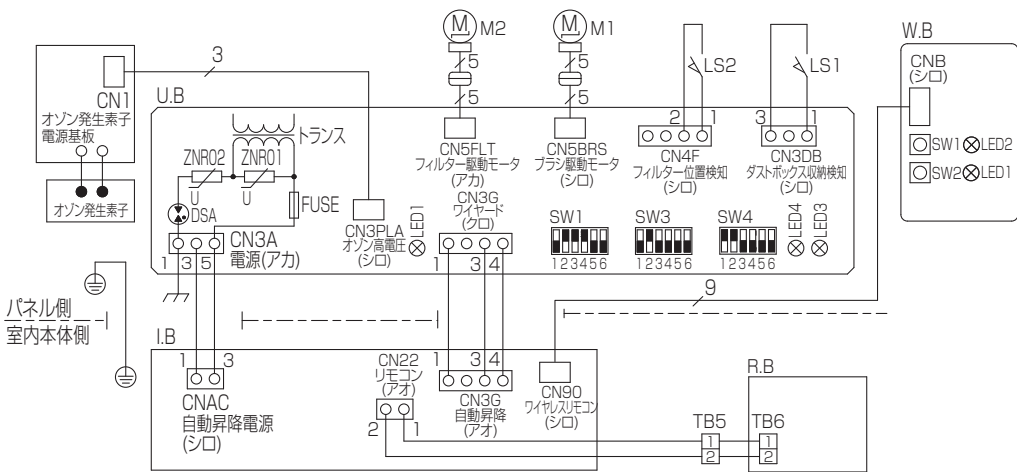 M
M2
M
M1
W.B
3
5
5
LS2
LS1
CNB
(シロ)
CN1
オゾン発生素子
電源基板
オゾン発生素子
U.B
5
5
2
1
3
1
トランス
SW1
LED2
SW2
LED1
ZNR02
ZNR01
U
U
DSA
FUSE
CN5FLT
フィルター駆動モータ
(アカ)
CN5BRS
ブラシ駆動モータ
(シロ)
CN4F
フィルター位置検知
(シロ)
CN3DB
ダストボックス収納検知
(シロ)
CN3G
ワイヤード
(クロ)
CN3PLA
オゾン高電圧
(シロ)
LED1
SW1
SW3
SW4
LED4
LED3
123456
123456
123456
CN3A
電源(アカ)
1
3
5
1
3
4
9
パネル側
室内本体側
I.B
1
3
CNAC
自動昇降電源
(シロ)
CN22
リモコン
(アオ)
2
1
1
3
4
CN3G
自動昇降
(アオ)
CN90
ワイヤレスリモコン
(シロ)
R.B
TB5
TB6
1
1
2
2